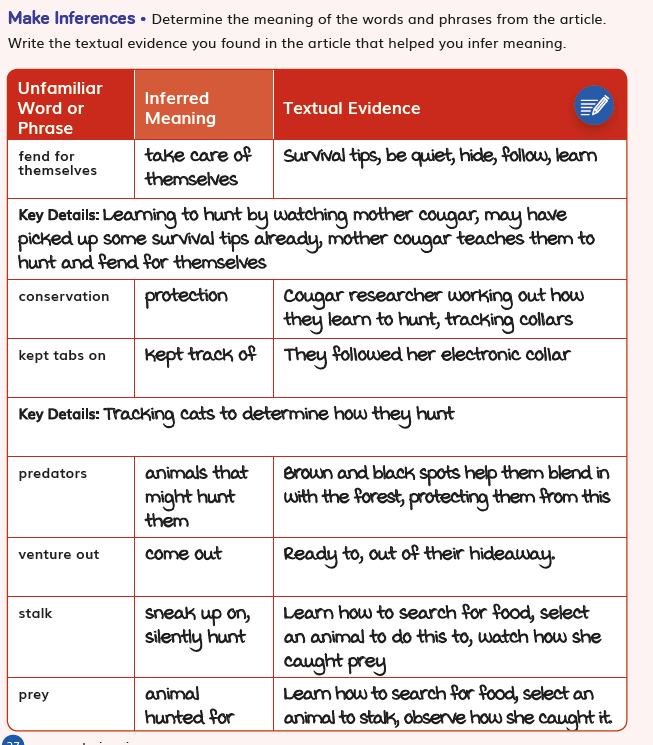 Make Inferences • Determine the meaning of the words and phrases from the article.
Write the textual evidence you found in the article that helped you infer meaning.
Unfamiliar
Word or
Phrase
Inferred
Meaning
Textual Evidence
fend for
themselves
take care of
themselves
Survival tips, be quiet, hide, follow, learn
Key Details: Learning to hunt by watching mother cougar, may have
picked up some survival tips already, mother cougar teaches them to
hunt and fend for themselves
conservation
protection
Cougar researcher working out how
they learn to hunt, tracking collars
kept tabs on
Kept track of
They followed her electronic collar
Key Details: Tracking cats to determine how they hunt
predators
animals that
might hunt
them
Brown and black spots help them blend in
with the forest, protecting them from this
venture out
come out
Ready to, out of their hideaway.
stalk
sneak up on,
silently hunt
Learn how to search for food, select
an animal to do this to, watch how she
caught prey
prey
animal
hunted for
Learn how to search for food, select an
animal to stalk, observe how she caught it.